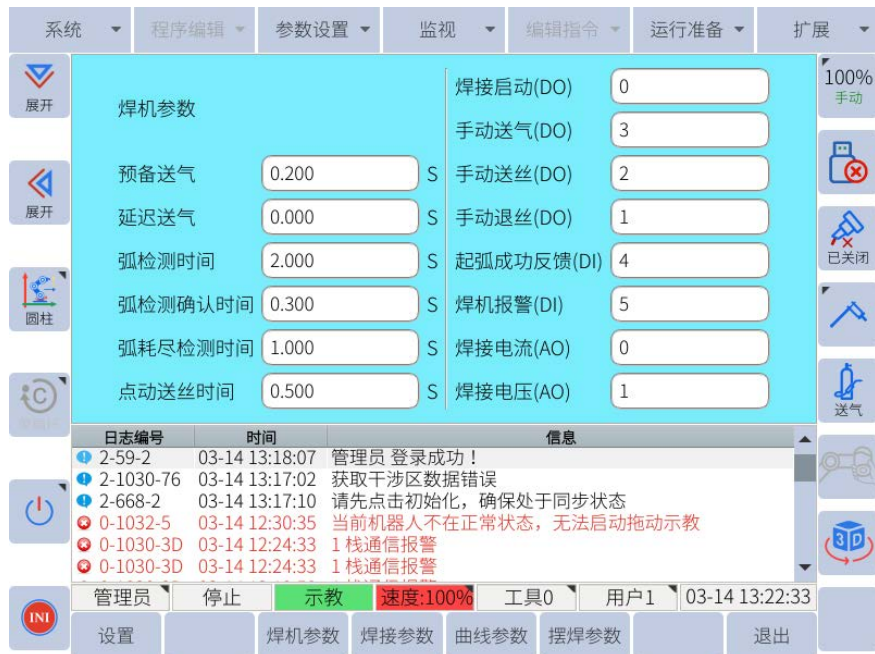 系统 程序编辑 参数设置 监视 编辑指令 运行准备 扩展
展开
展开
圆柱
焊机参数
预备送气 0.200 S
延迟送气 0.000 S
弧检测时间 2.000 S
弧检测确认时间 0.300 S
弧耗尽检测时间 1.000 S
点动送丝时间 0.500 S
焊接启动(DO) 0
手动送气(DO) 3
手动送丝(DO) 2
手动退丝(DO) 1
起弧成功反馈(DI) 4
焊机报警(DI) 5
焊接电流(AO) 0
焊接电压(AO) 1
100%
手动
已关闭
送气
3D
日志编号 时间 信息
2-59-2 03-14 13:18:07 管理员 登录成功！
2-1030-76 03-14 13:17:02 获取干涉区数据错误
2-668-2 03-14 13:17:10 请先点击初始化，确保处于同步状态
0-1032-5 03-14 12:30:35 当前机器人不在正常状态，无法启动拖动示教
0-1030-3D 03-14 12:24:33 1栈通信报警
0-1030-3D 03-14 12:24:33 1栈通信报警
管理员 停止 示教 速度:100% 工具0 用户1 03-14 13:22:33
INI
设置 焊机参数 焊接参数 曲线参数 摆焊参数 退出